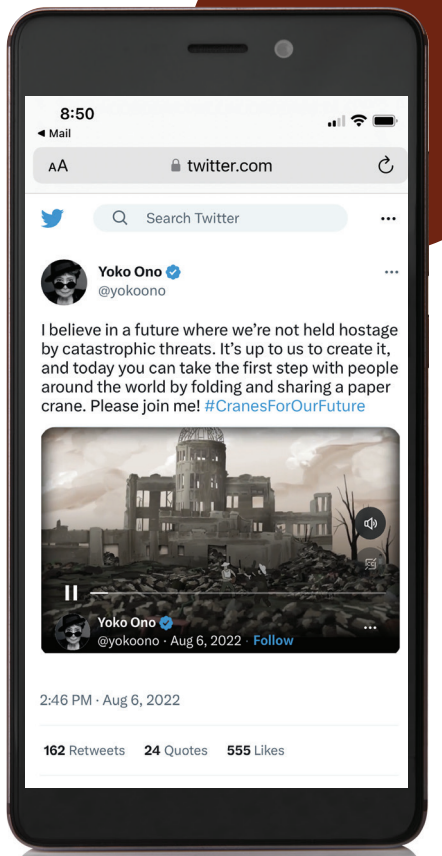 8:50
Mail
AA
twitter.com
Search Twitter
Yoko Ono
@yokoono
I believe in a future where we’re not held hostage
by catastrophic threats. It’s up to us to create it,
and today you can take the first step with people
around the world by folding and sharing a paper
crane. Please join me! #CranesForOurFuture
Yoko Ono
@yokoono · Aug 6, 2022 · Follow
2:46 PM · Aug 6, 2022
162 Retweets 24 Quotes 555 Likes